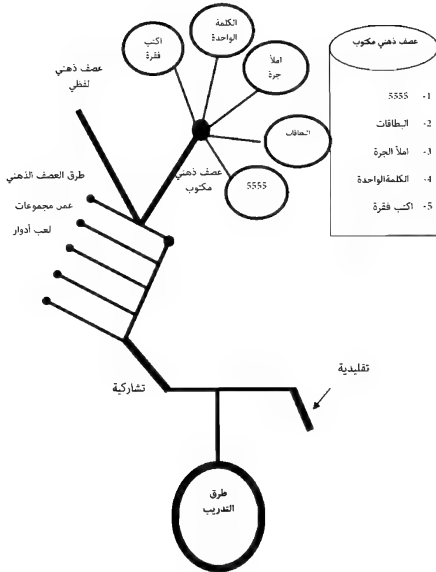 اكتب
فقرة
الكلمة
الواحدة
املأ
جرة
البطاقات
5555
عصف ذهني
لفظي
عصف ذهني
مكتوب
طرق العصف الذهني
عمل مجموعات
لعب أدوار
تشاركية
تقليدية
طرق
التدريب
عصف ذهني مكتوب
1- 5555
2- البطاقات
3- املأ الجرة
4- الكلمة الواحدة
5- اكتب فقرة